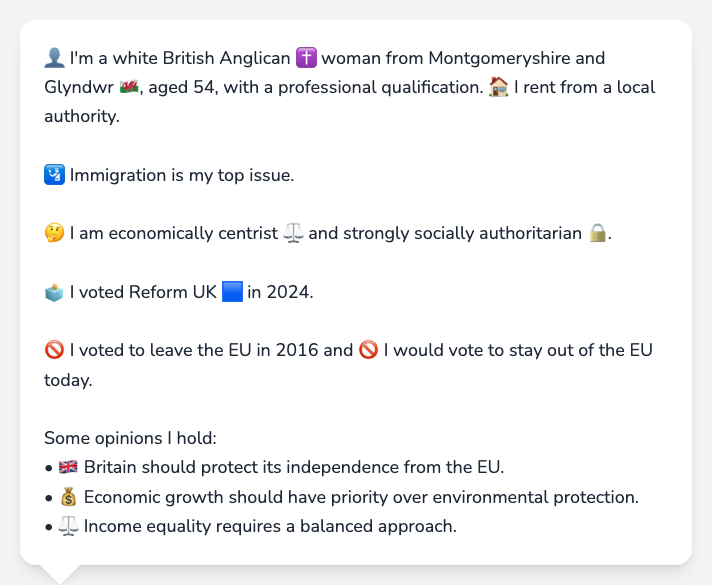 👤 I'm a white British Anglican ✝️ woman from Montgomeryshire and
Glyndwr 🏴󠁧󠁢󠁷󠁬󠁳󠁿, aged 54, with a professional qualification. 🏠 I rent from a local
authority.
🛂 Immigration is my top issue.
🤔 I am economically centrist ⚖️ and strongly socially authoritarian 🔒.
🗳️ I voted Reform UK 🟦 in 2024.
🚫 I voted to leave the EU in 2016 and 🚫 I would vote to stay out of the EU
today.
Some opinions I hold:
• 🇬🇧 Britain should protect its independence from the EU.
• 💰 Economic growth should have priority over environmental protection.
• ⚖️ Income equality requires a balanced approach.